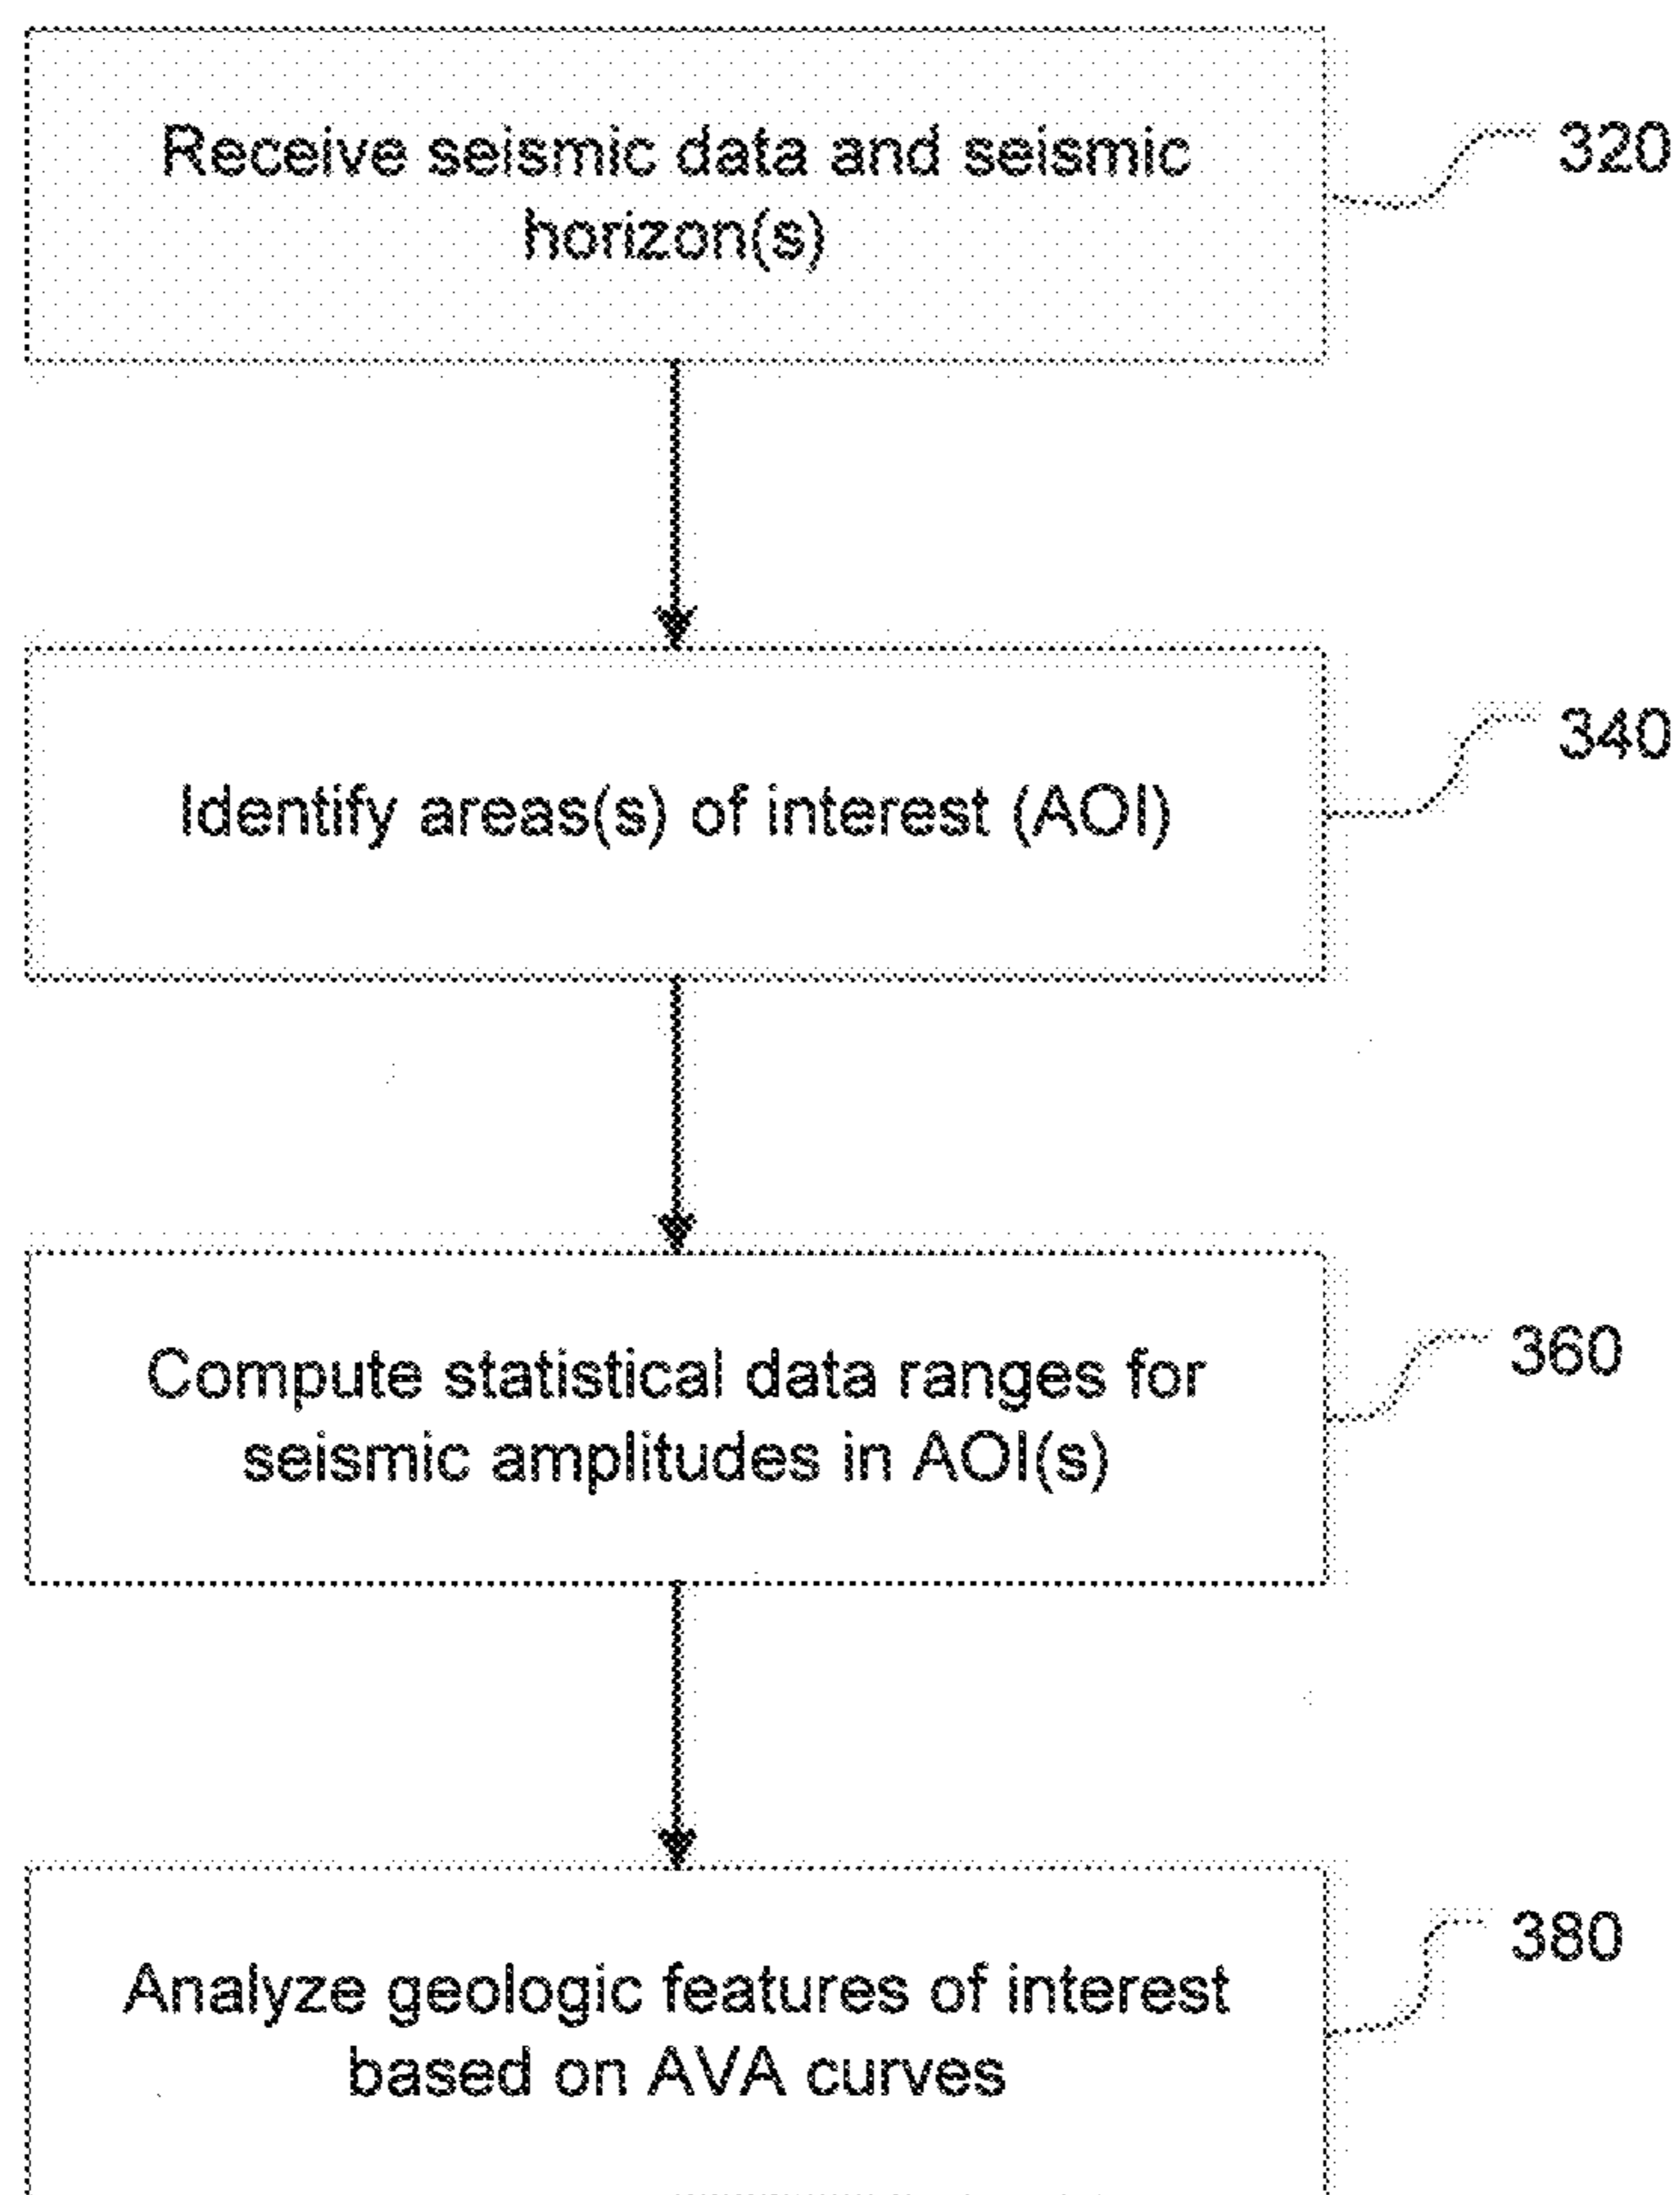 Receive seismic data and seismic
horizon(s)
320
Identify areas(s) of interest (AOI)
340
Compute statistical data ranges for
seismic amplitudes in AOI(s)
360
Analyze geologic features of interest
based on AVA curves
380